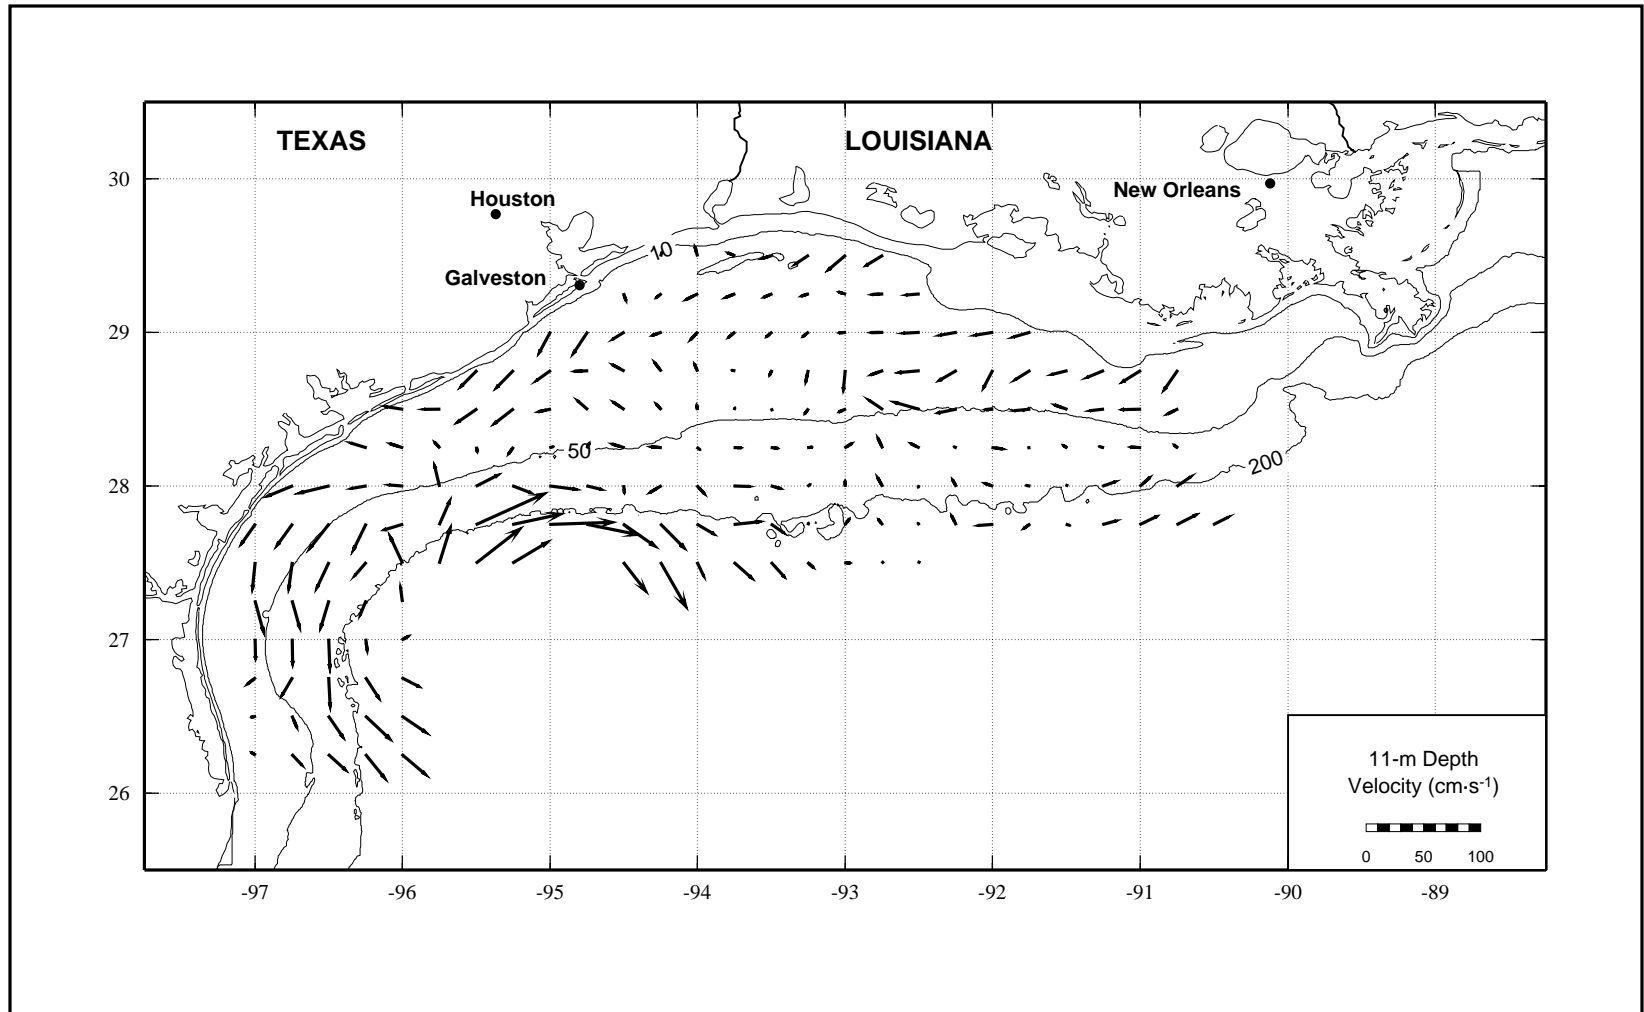 TEXAS LOUISIANA
30
New Orleans
Houston
10
Galveston
29
50
200
28
27
26
11-m Depth
Velocity (cm·s-1)
0 50 100
-97 -96 -95 -94 -93 -92 -91 -90 -89